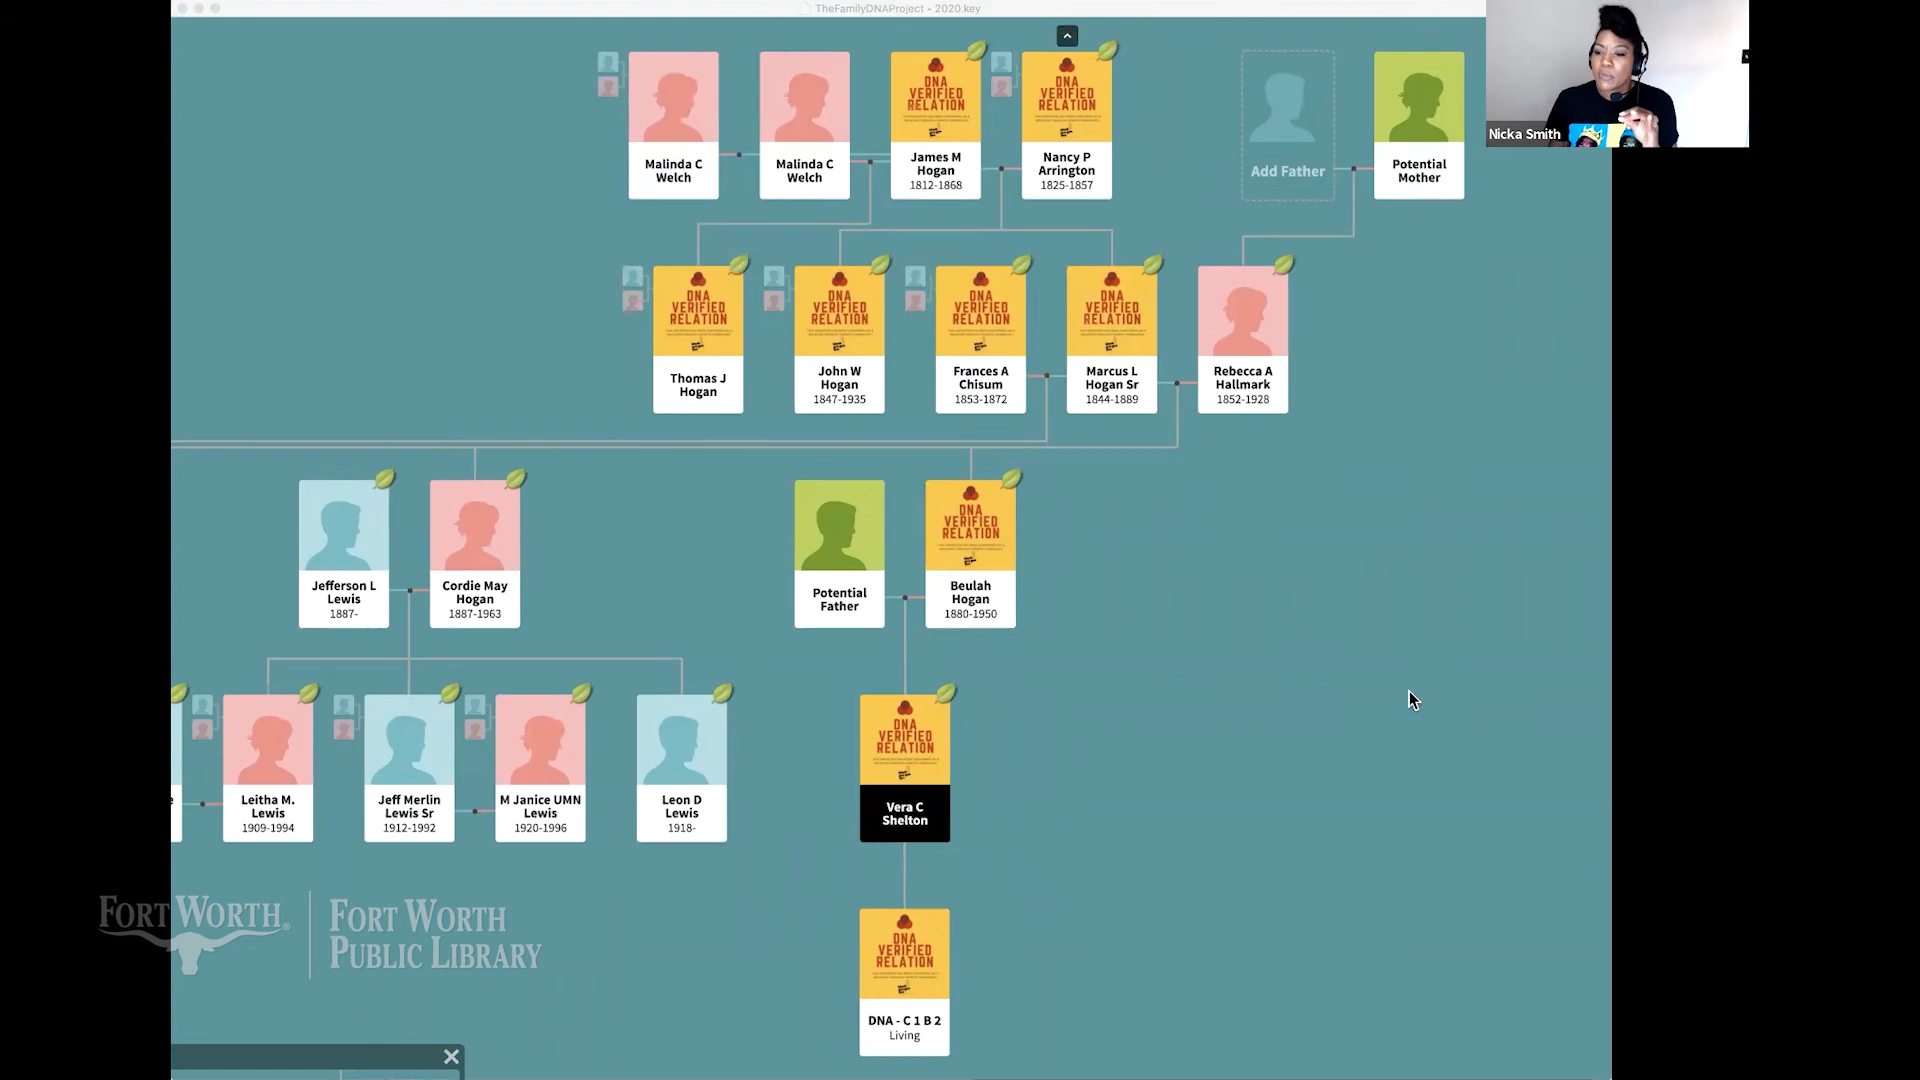 TheFamilyDNAProject - 2020.key
Nicka Smith
DNA
VERIFIED
RELATION
DNA
VERIFIED
RELATION
Malinda C
Welch
Malinda C
Welch
James M
Hogan
1812-1868
Nancy P
Arrington
1825-1857
Add Father
Potential
Mother
DNA
VERIFIED
RELATION
DNA
VERIFIED
RELATION
DNA
VERIFIED
RELATION
DNA
VERIFIED
RELATION
Thomas J
Hogan
John W
Hogan
1847-1935
Frances A
Chisum
1853-1872
Marcus L
Hogan Sr
1844-1889
Rebecca A
Hallmark
1852-1928
DNA
VERIFIED
RELATION
Jefferson L
Lewis
1887-
Cordie May
Hogan
1887-1963
Potential
Father
Beulah
Hogan
1880-1950
DNA
VERIFIED
RELATION
e
Leitha M.
Lewis
1909-1994
Jeff Merlin
Lewis Sr
1912-1992
M Janice UMN
Lewis
1920-1996
Leon D
Lewis
1918-
Vera C
Shelton
FORT WORTH®
FORT WORTH
PUBLIC LIBRARY
DNA
VERIFIED
RELATION
DNA - C 1 B 2
Living